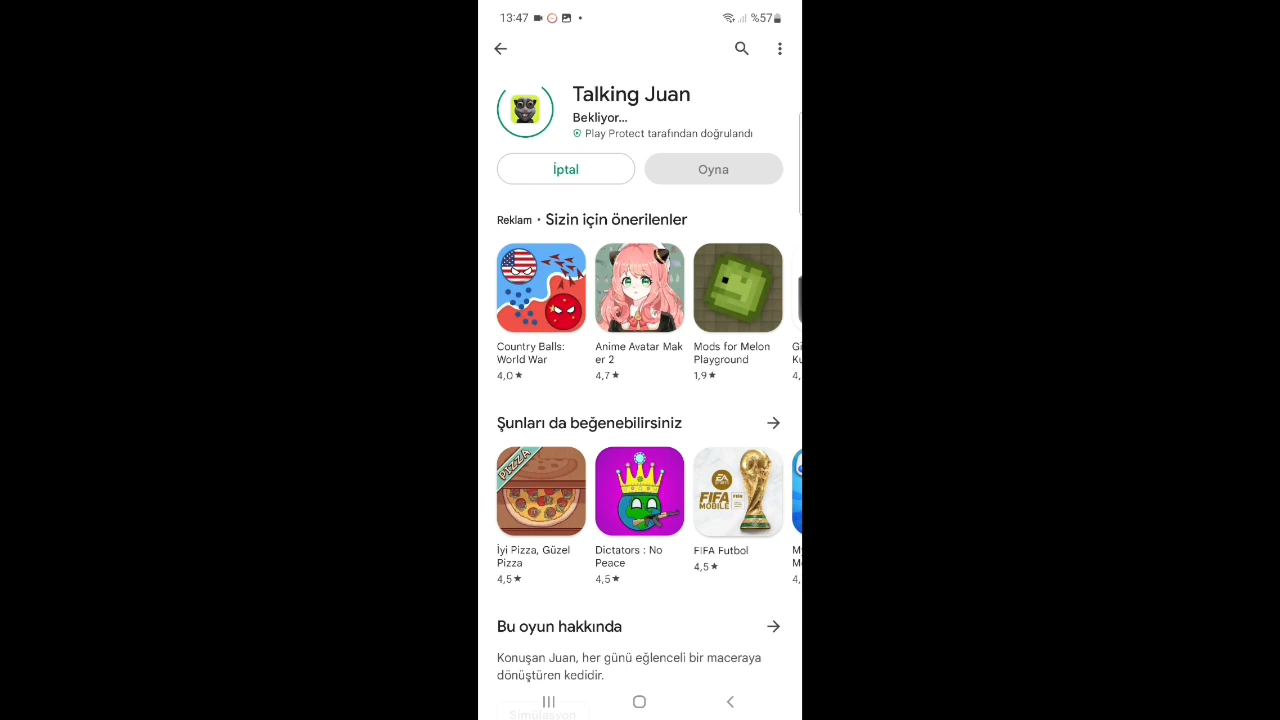 13:47
%57
Talking Juan
Bekliyor...
Play Protect tarafından doğrulandı
İptal
Oyna
Reklam • Sizin için önerilenler
Country Balls:
World War
4,0★
Anime Avatar Mak
er 2
4,7★
Mods for Melon
Playground
1,9★
Şunları da beğenebilirsiniz
PIZZA
EA
FIFA
MOBILE
İyi Pizza, Güzel
Pizza
4,5★
Dictators : No
Peace
4,5★
FIFA Futbol
4,5★
Bu oyun hakkında
Konuşan Juan, her günü eğlenceli bir maceraya
dönüştüren kedidir.
Simülasyon